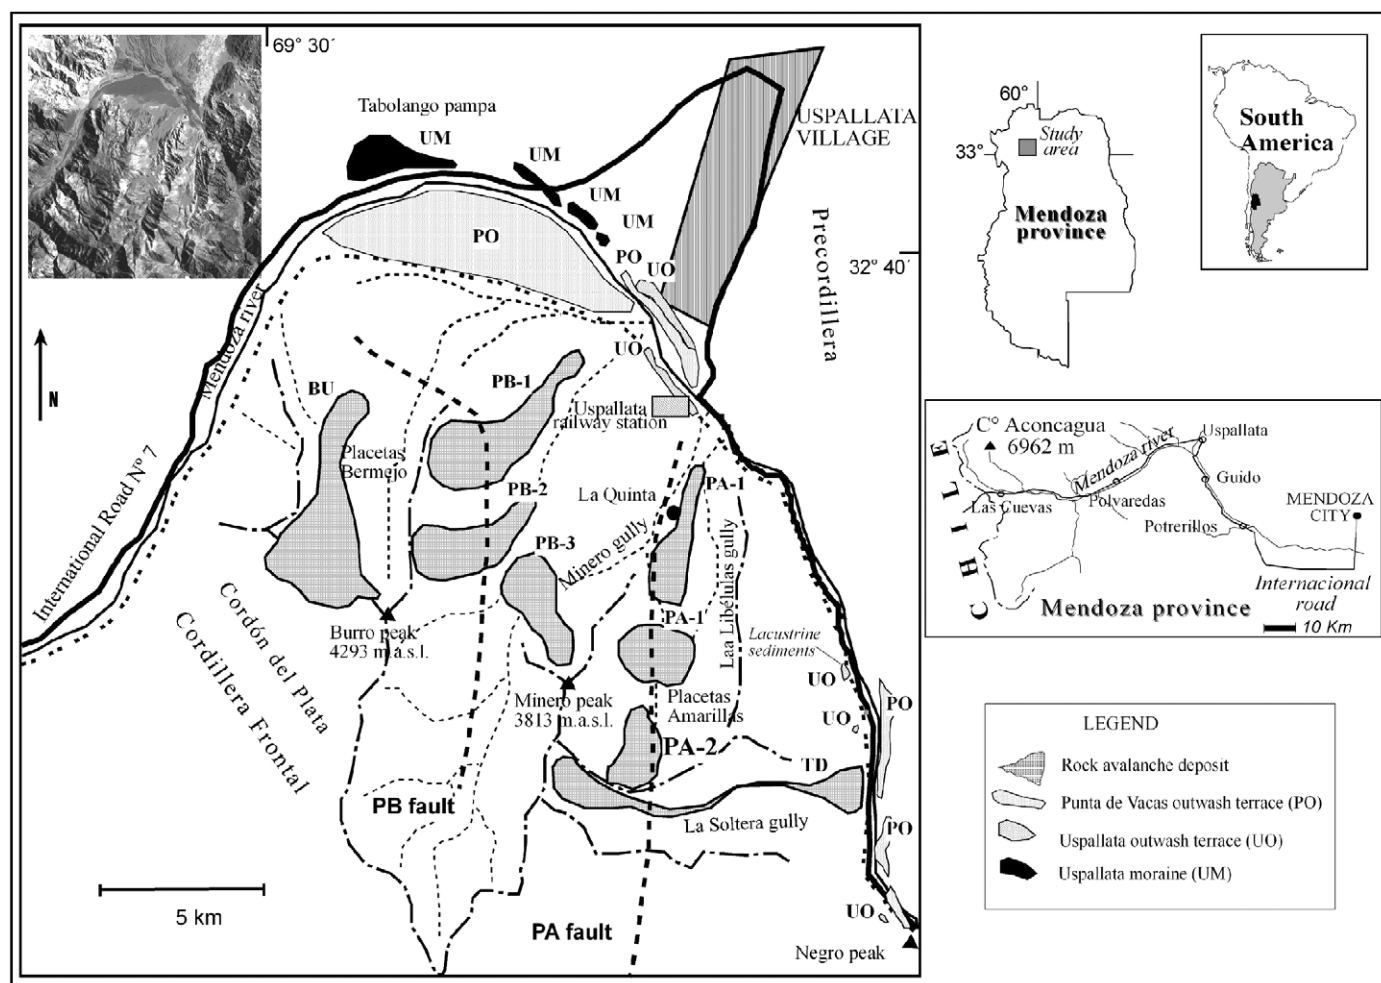 69° 30´
Tabolango pampa
UM
UM
UM
UM
USPALLATA
VILLAGE
PO
PO
UO
Precordillera
32° 40´
Mendoza river
N
UO
BU
PB-1
Uspallata
railway station
Placetas
Bermejo
PB-2
La Quinta
PA-1
PB-3
Minero gully
Laa Libélulas gully
International Road Nº 7
PA-1
Burro peak
4293 m.a.s.l.
Lacustrine
sediments
UO
Cordón del Plata
Cordillera Frontal
Minero peak
3813 m.a.s.l.
Placetas
Amarillas
PO
UO
PA-2
TD
PB fault
La Soltera gully
PO
5 km
PA fault
UO
Negro peak
60°
33°
Study
area
Mendoza
province
South
America
C° Aconcagua
6962 m
Mendoza river
Uspallata
CHILE
Guido
Las Cuevas
Polvaredas
MENDOZA
CITY
Potrerillos
Internacional
road
Mendoza province
10 Km
LEGEND
Rock avalanche deposit
Punta de Vacas outwash terrace (PO)
Uspallata outwash terrace (UO)
Uspallata moraine (UM)